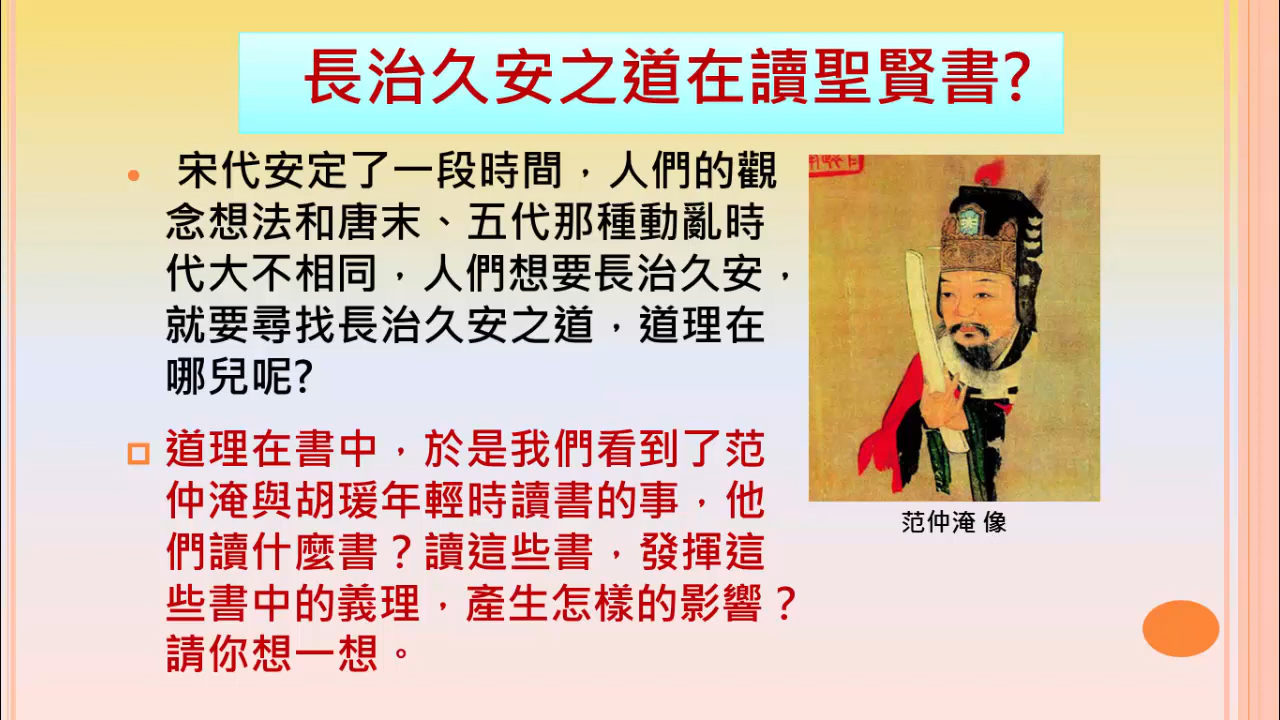 長治久安之道在讀聖賢書?
宋代安定了一段時間，人們的觀
念想法和唐末、五代那種動亂時
代大不相同，人們想要長治久安，
就要尋找長治久安之道，道理在
哪兒呢?
道理在書中，於是我們看到了范
仲淹與胡瑗年輕時讀書的事，他
們讀什麼書？讀這些書，發揮這
些書中的義理，產生怎樣的影響？
請你想一想。
范仲淹 像